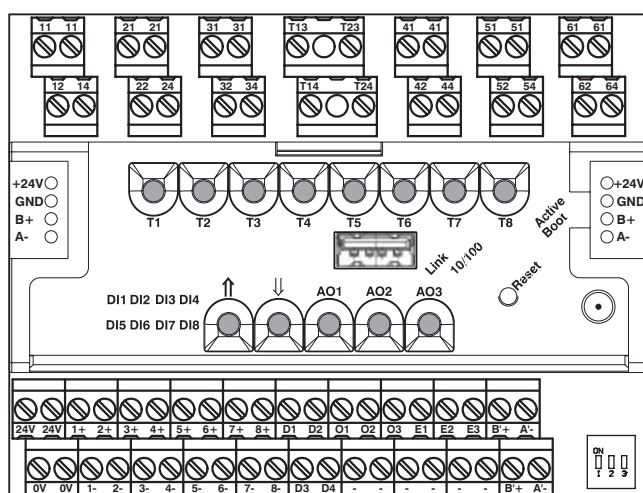 11 11 21 21 31 31 T13 T23 41 41 51 51 61 61
12 14 22 24 32 34 T14 T24 42 44 52 54 62 64
+24V
GND
B+
A-
T1 T2 T3 T4 T5 T6 T7 T8
Active
Boot
+24V
GND
B+
A-
Link
10/100
Reset
DI1 DI2 DI3 DI4
DI5 DI6 DI7 DI8
⇑ ⇓ AO1 AO2 AO3
24V 24V 1+ 2+ 3+ 4+ 5+ 6+ 7+ 8+ D1 D2 O1 O2 O3 E1 E2 E3 B'+ A'-
0V 0V 1- 2- 3- 4- 5- 6- 7- 8- D3 D4 - - - - - - B'+ A'-
ON
1 2 3